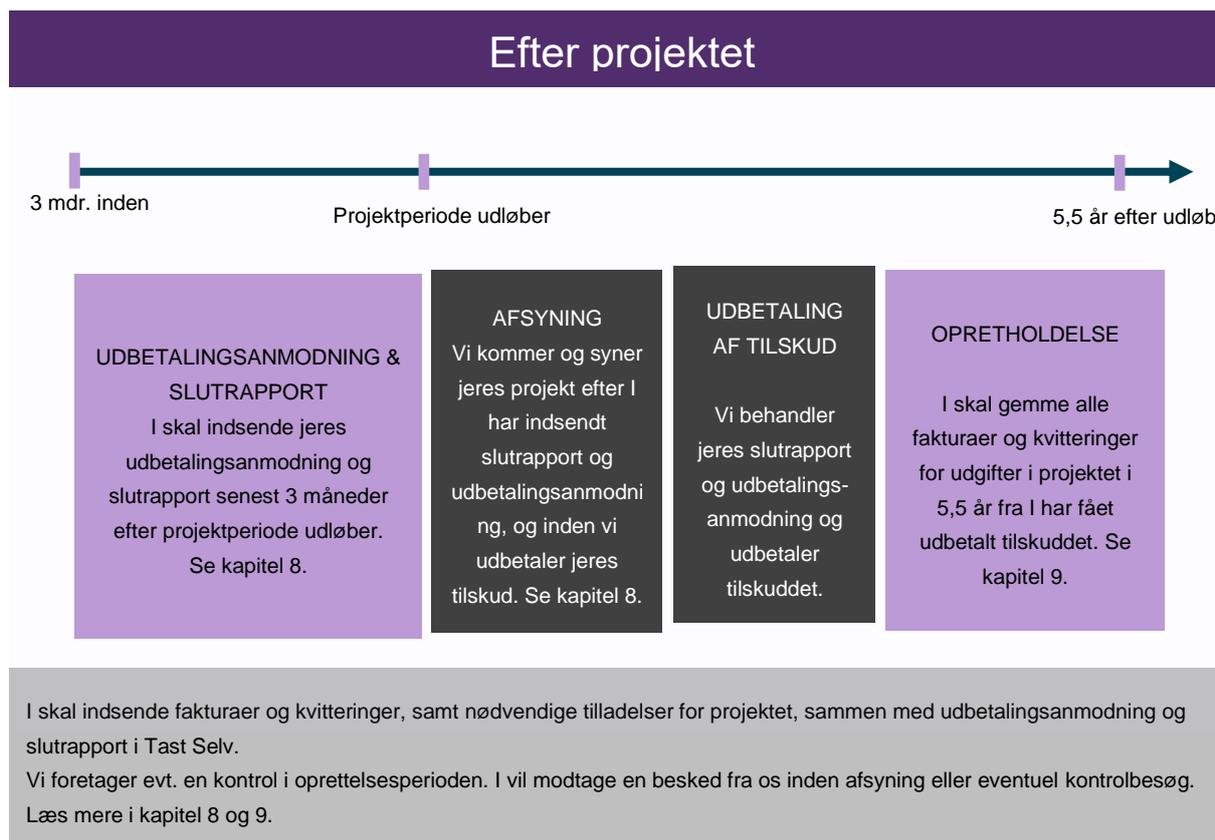 Efter projektet
3 mdr. inden
Projektperiode udløber
5,5 år efter udløb
UDBETALINGSANMODNING &
SLUTRAPPORT
I skal indsende jeres
udbetalingsanmodning og
slutrapport senest 3 måneder
efter projektperiode udløber.
Se kapitel 8.
AFSYNING
Vi kommer og syner
jeres projekt efter I
har indsendt
slutrapport og
udbetalingsanmodni
ng, og inden vi
udbetaler jeres
tilskud. Se kapitel 8.
UDBETALING
AF TILSKUD
Vi behandler
jeres slutrapport
og udbetalings-
anmodning og
udbetaler
tilskuddet.
OPRETHOLDELSE
I skal gemme alle
fakturaer og kvitteringer
for udgifter i projektet i
5,5 år fra I har fået
udbetalt tilskuddet. Se
kapitel 9.
I skal indsende fakturaer og kvitteringer, samt nødvendige tilladelser for projektet, sammen med udbetalingsanmodning og
slutrapport i Tast Selv.
Vi foretager evt. en kontrol i oprettelsesperioden. I vil modtage en besked fra os inden afsyning eller eventuel kontrolbesøg.
Læs mere i kapitel 8 og 9.